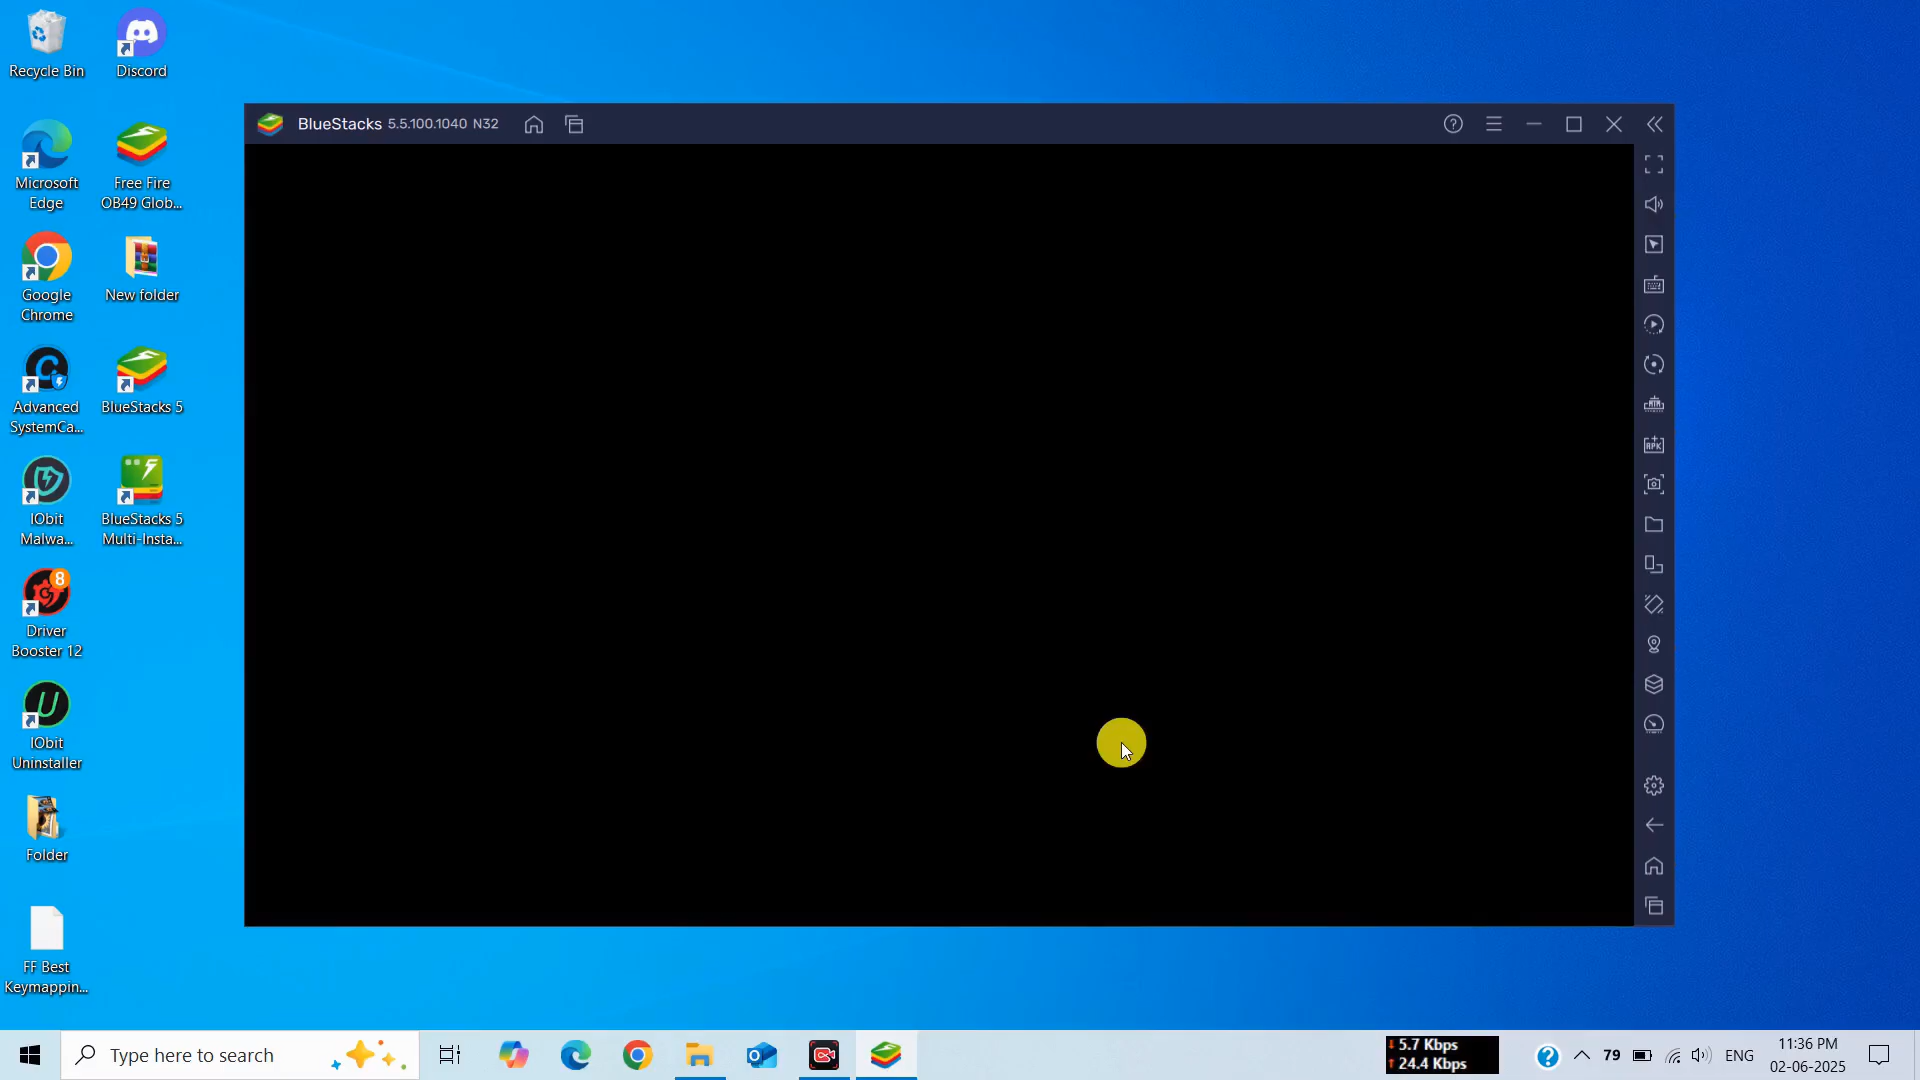 Recycle Bin
Discord
BlueStacks 5.5.100.1040 N32
Microsoft
Edge
Free Fire
OB49 Glob...
APK
Google
Chrome
New folder
Advanced
SystemCa...
BlueStacks 5
IObit
Malwa...
BlueStacks 5
Multi-Insta...
8
Driver
Booster 12
IObit
Uninstaller
Folder
FF Best
Keymappin...
Type here to search
5.7 Kbps
24.4 Kbps
79
ENG
11:36 PM
02-06-2025